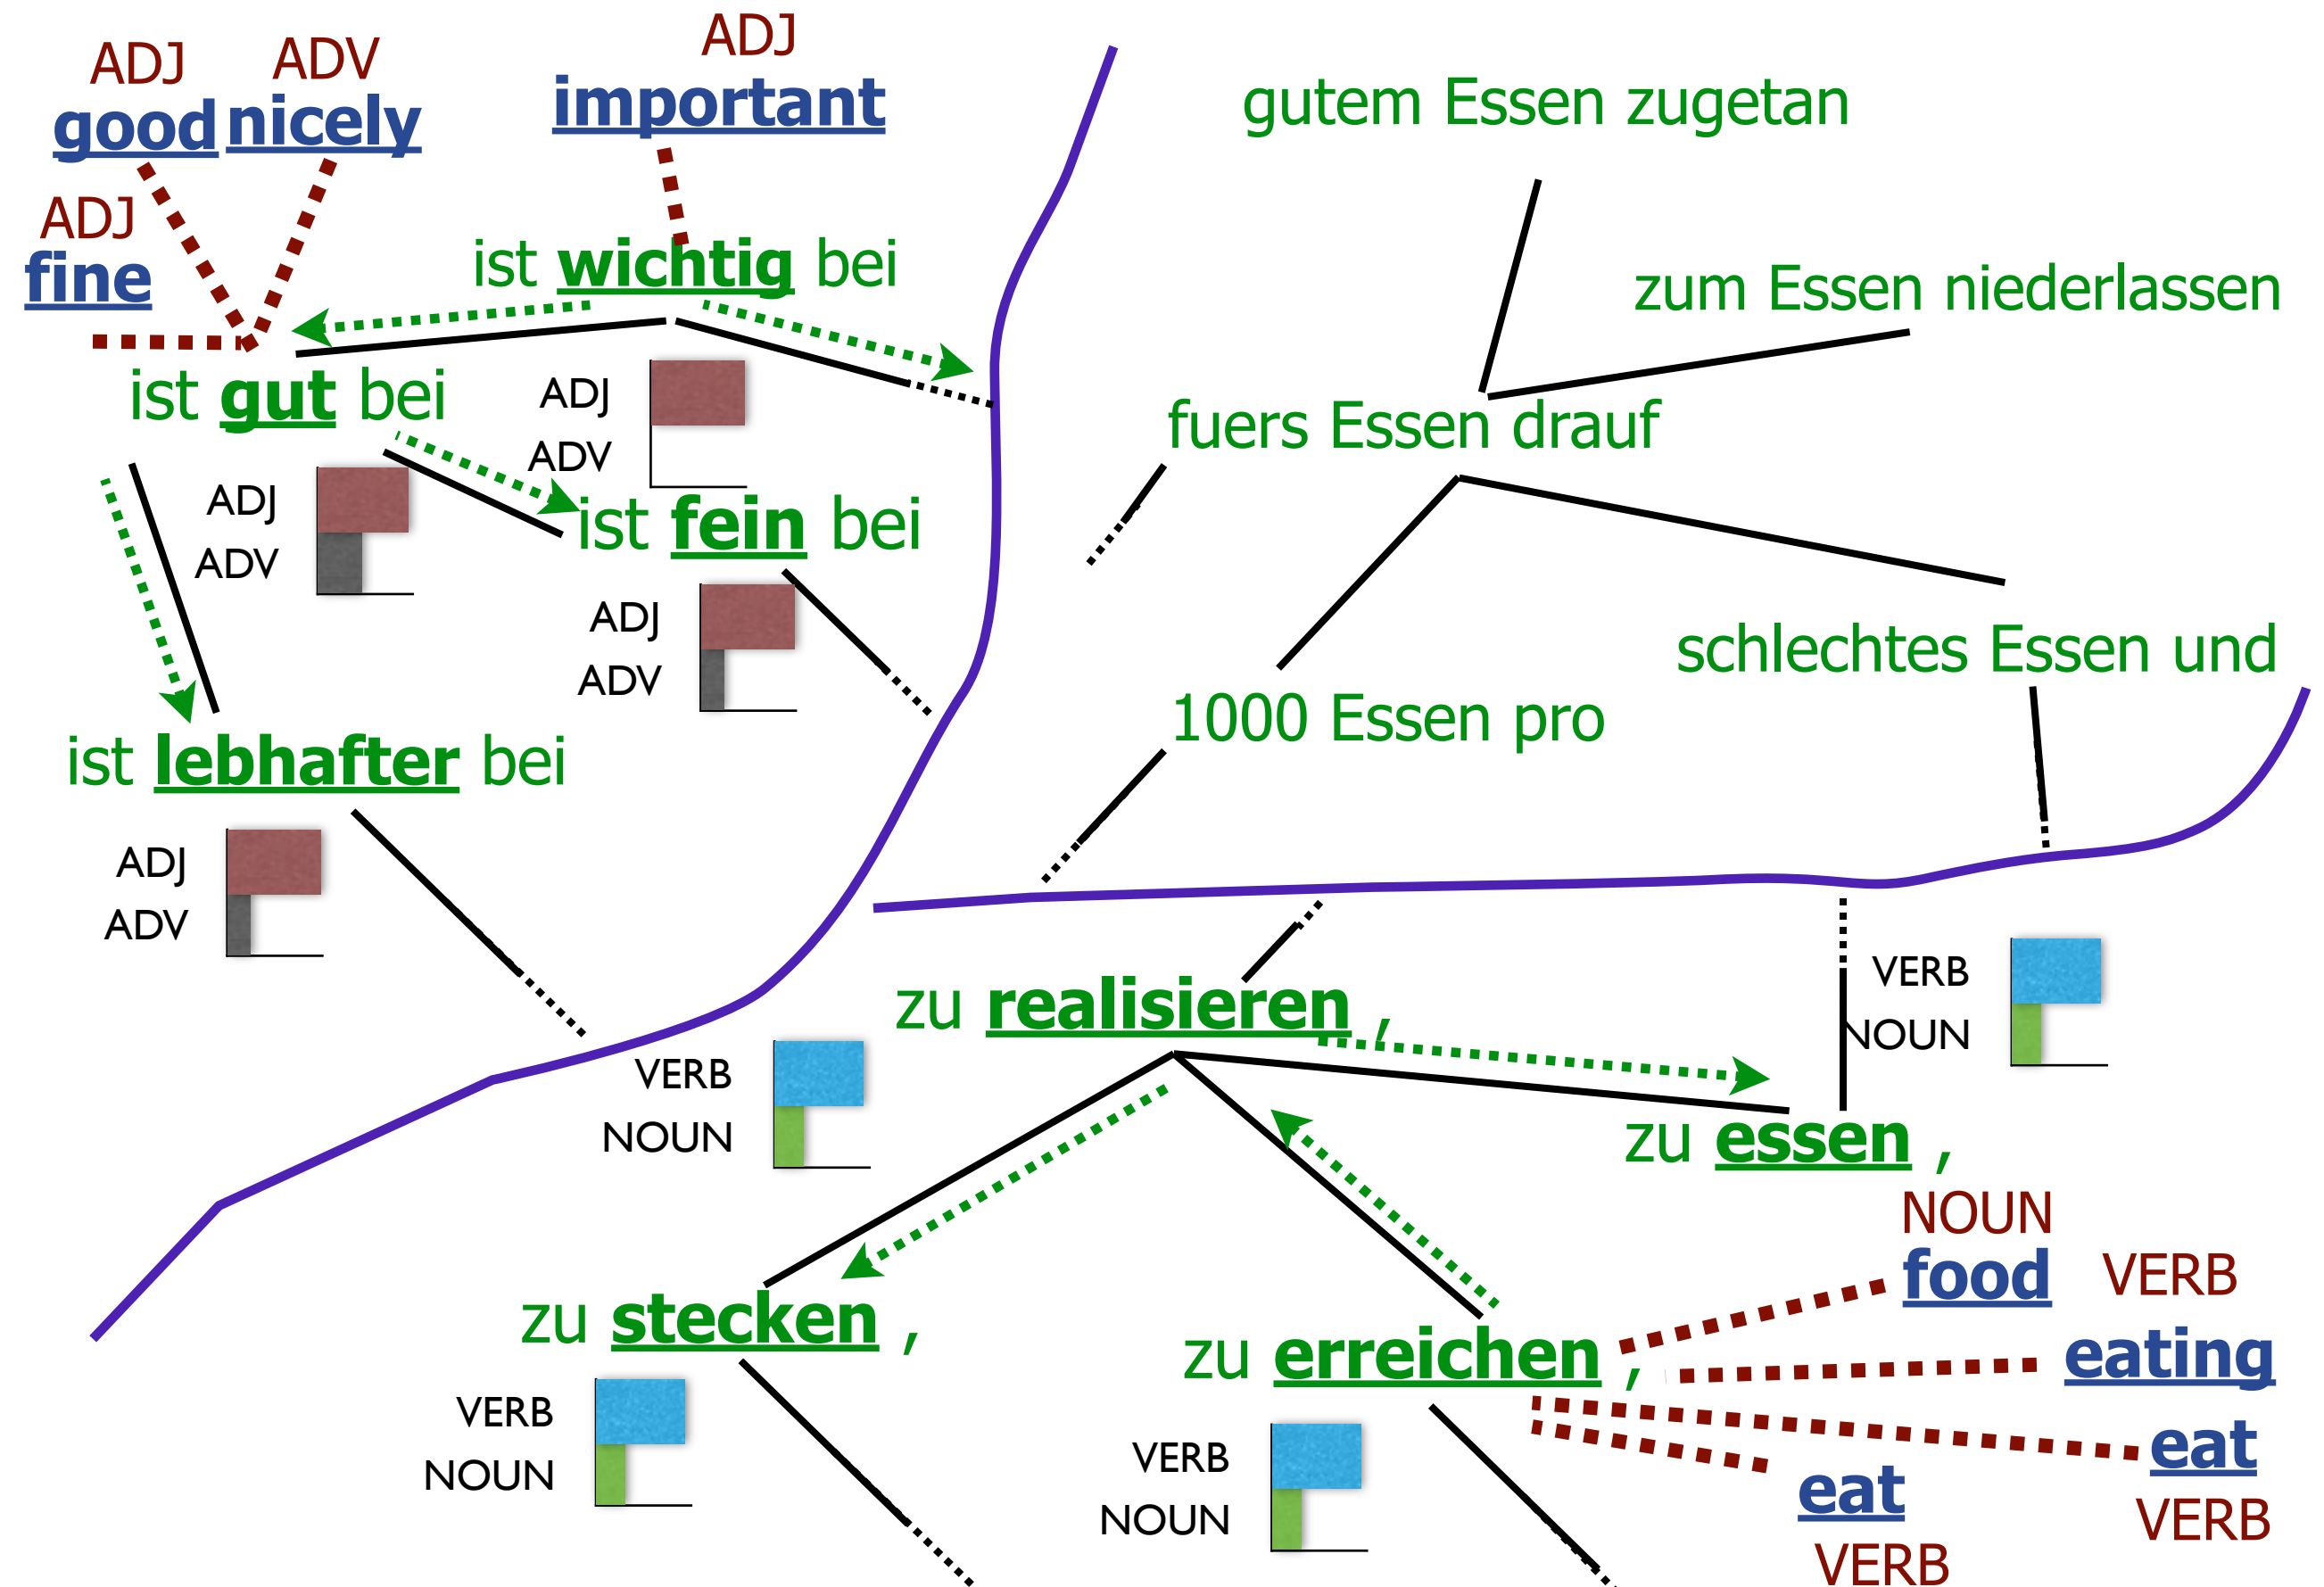 ADJ
ADV
ADJ
good
nicely
important
gutem Essen zugetan
ADJ
fine
ist wichtig bei
zum Essen niederlassen
ist gut bei
ADJ
ADV
fuers Essen drauf
ADJ
ADV
ist fein bei
ADJ
ADV
schlechtes Essen und
1000 Essen pro
ist lebhafter bei
ADJ
ADV
zu realisieren ,
VERB
NOUN
VERB
NOUN
zu essen ,
NOUN
food
VERB
eating
zu stecken ,
zu erreichen ,
VERB
NOUN
VERB
NOUN
eat
VERB
eat
VERB